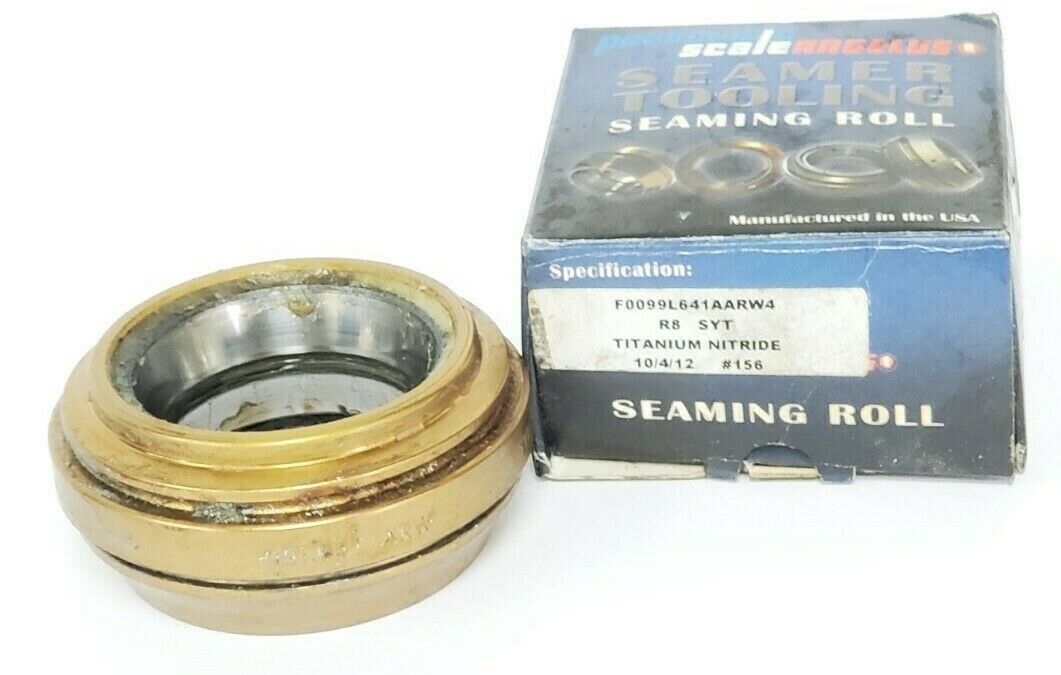 scaleANGELUS
SEAMER
TOOLING
SEAMING ROLL
Manufactured in the USA
Specification:
F0099L641AARW4
R8 SYT
TITANIUM NITRIDE
10/4/12 #156
SEAMING ROLL